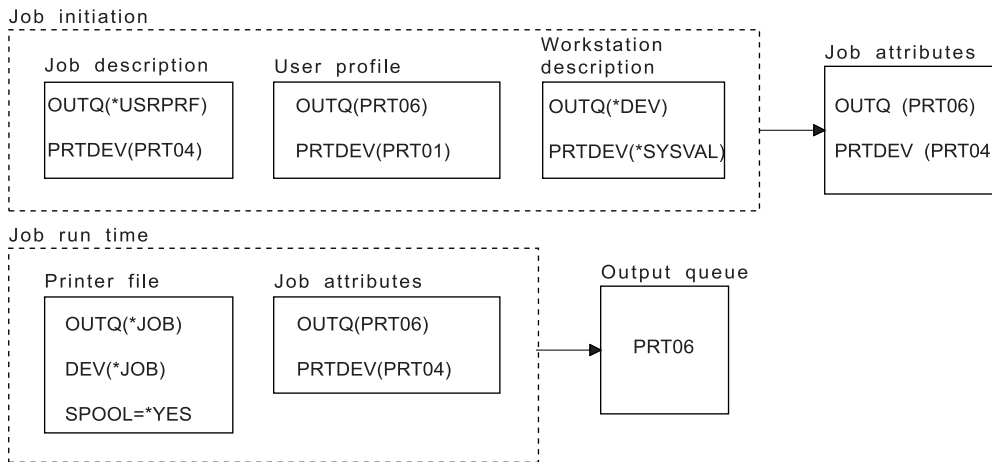 Job initiation
Job description
OUTQ(*USRPRF)
PRTDEV(PRT04)
User profile
OUTQ(PRT06)
PRTDEV(PRT01)
Workstation
description
OUTQ(*DEV)
PRTDEV(*SYSVAL)
Job attributes
OUTQ (PRT06)
PRTDEV (PRT04
Job run time
Printer file
OUTQ(*JOB)
DEV(*JOB)
SPOOL=*YES
Job attributes
OUTQ(PRT06)
PRTDEV(PRT04)
Output queue
PRT06